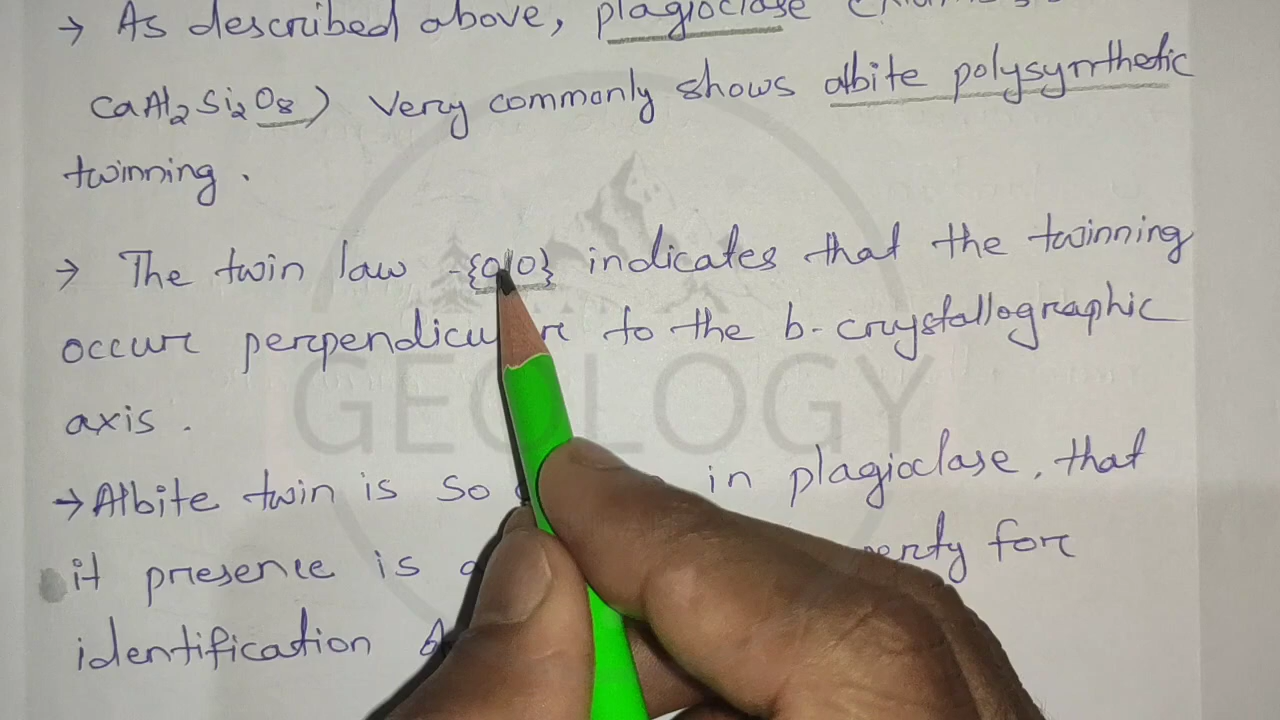 → As described above, plagioclase
CaAl2Si2O8) very commonly shows albite polysynthetic
twinning.
→ The twin law -{010} indicates that the twinning
occur to the b-crystallographic
axis.
GEOLOGY
→ Albite twin is so in plagioclase, that
it presence is for
identification